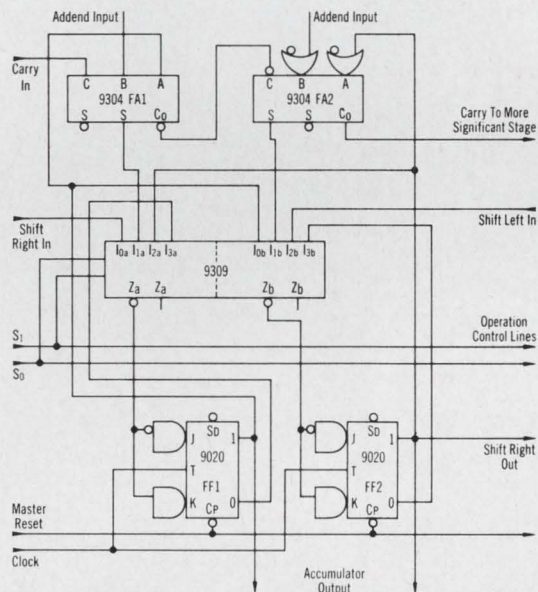 Addend Input
Addend Input
Carry In
C B A
9304 FA1
S S C₀
C B A
9304 FA2
S S C₀
Carry To More Significant Stage
Shift Right In
Shift Left In
I₀ₐ I₁ₐ I₂ₐ I₃ₐ
I₀b I₁b I₂b I₃b
9309
Zₐ Zₐ
Zb Zb
S₁
S₀
Operation Control Lines
J SD 1
9020
T FF1
K CP 0
J SD 1
9020
T FF2
K CP 0
Shift Right Out
Master Reset
Clock
Accumulator Output